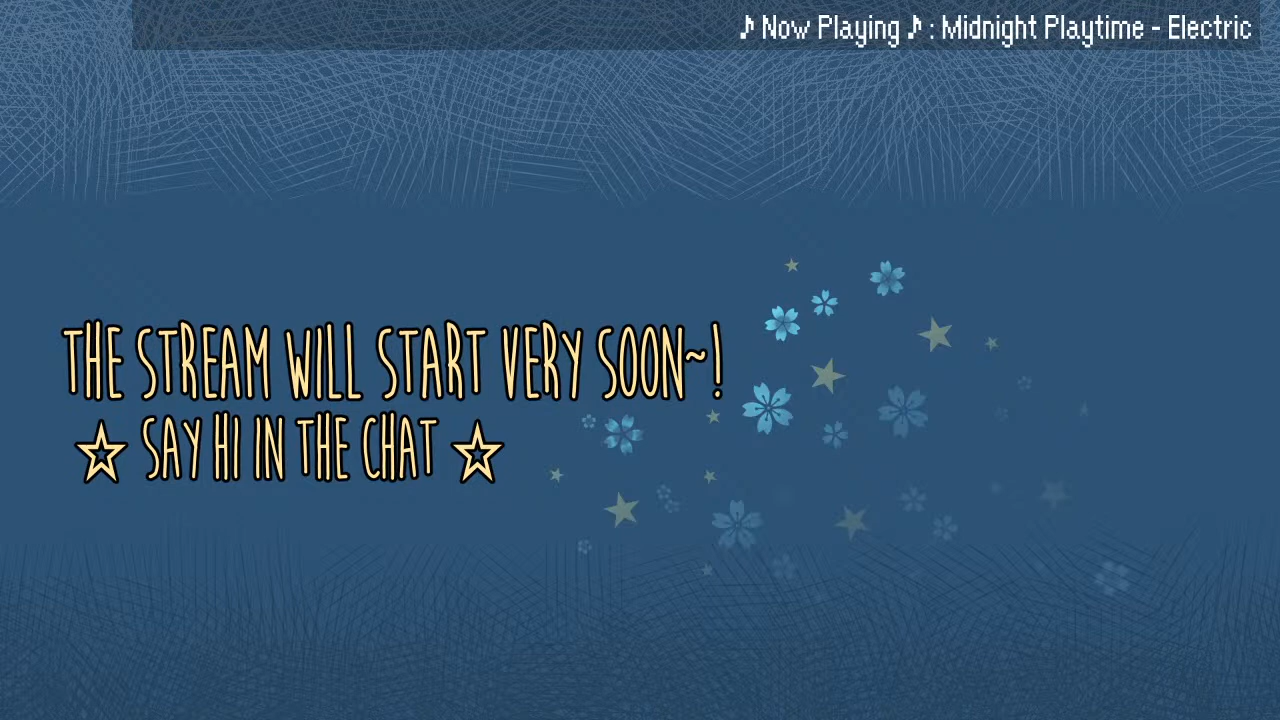 ♪ Now Playing ♪ : Midnight Playtime - Electric
THE STREAM WILL START VERY SOON~!
☆ SAY HI IN THE CHAT ☆